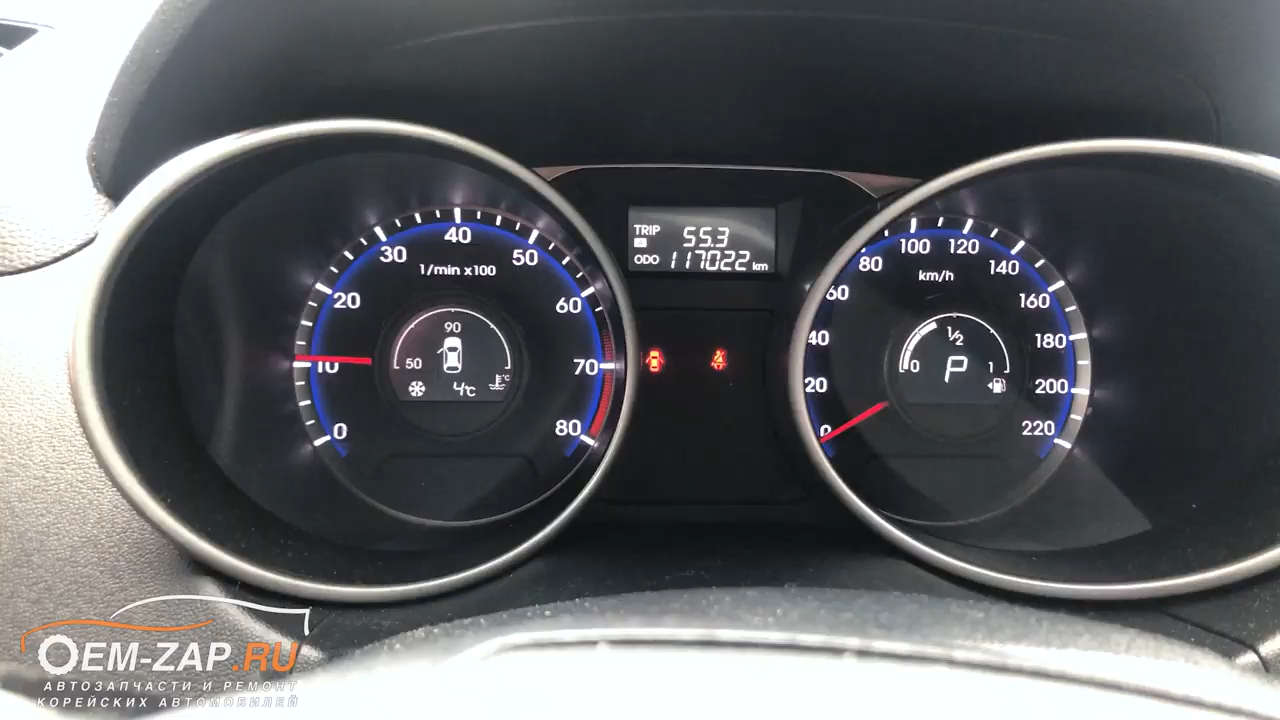 TRIP 55.3
ODO 117022 km
0
10
20
30
40
50
60
70
80
1/min x100
50
90
°C
4°C
0
20
40
60
80
100
120
140
160
180
200
220
km/h
0
1/2
1
P
OEM-ZAP.RU
АВТОЗАПЧАСТИ И РЕМОНТ
КОРЕЙСКИХ АВТОМОБИЛЕЙ